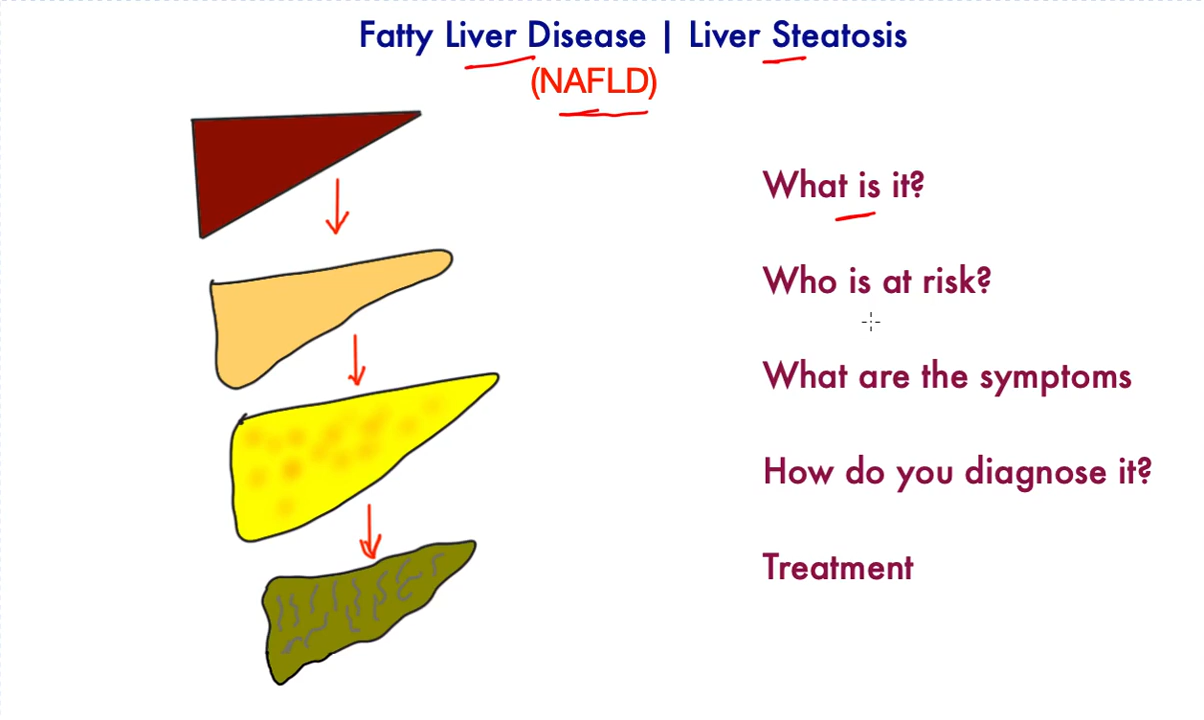 Fatty Liver Disease | Liver Steatosis
(NAFLD)
What is it?
Who is at risk?
What are the symptoms
How do you diagnose it?
Treatment